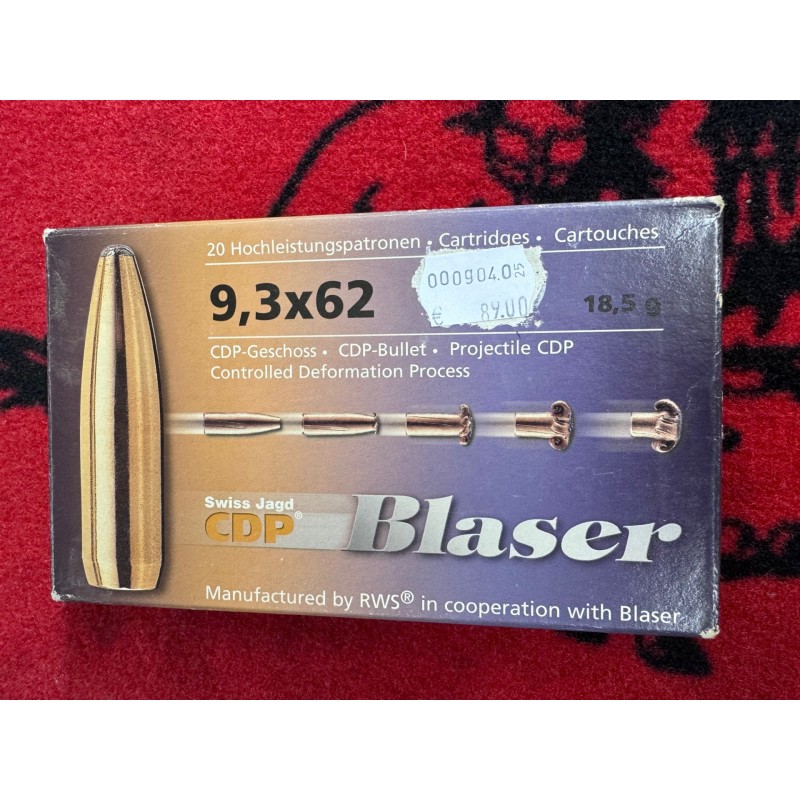 20 Hochleistungspatronen • Cartridges • Cartouches
9,3x62
000904.0 25
€ 89.00
18,5 g
CDP-Geschoss • CDP-Bullet • Projectile CDP
Controlled Deformation Process
Swiss Jagd
CDP®
Blaser
Manufactured by RWS® in cooperation with Blaser